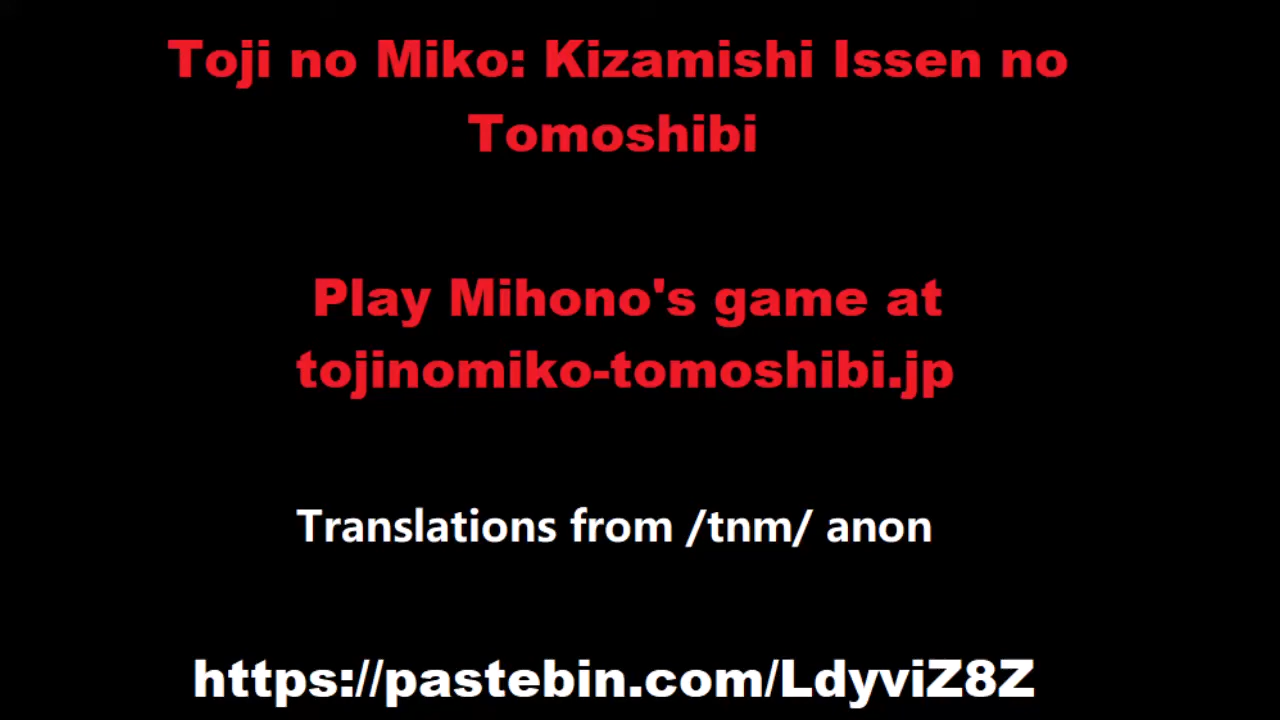 Toji no Miko: Kizamishi Issen no
Tomoshibi
Play Mihono's game at
tojinomiko-tomoshibi.jp
Translations from /tnm/ anon
https://pastebin.com/LdyviZ8Z